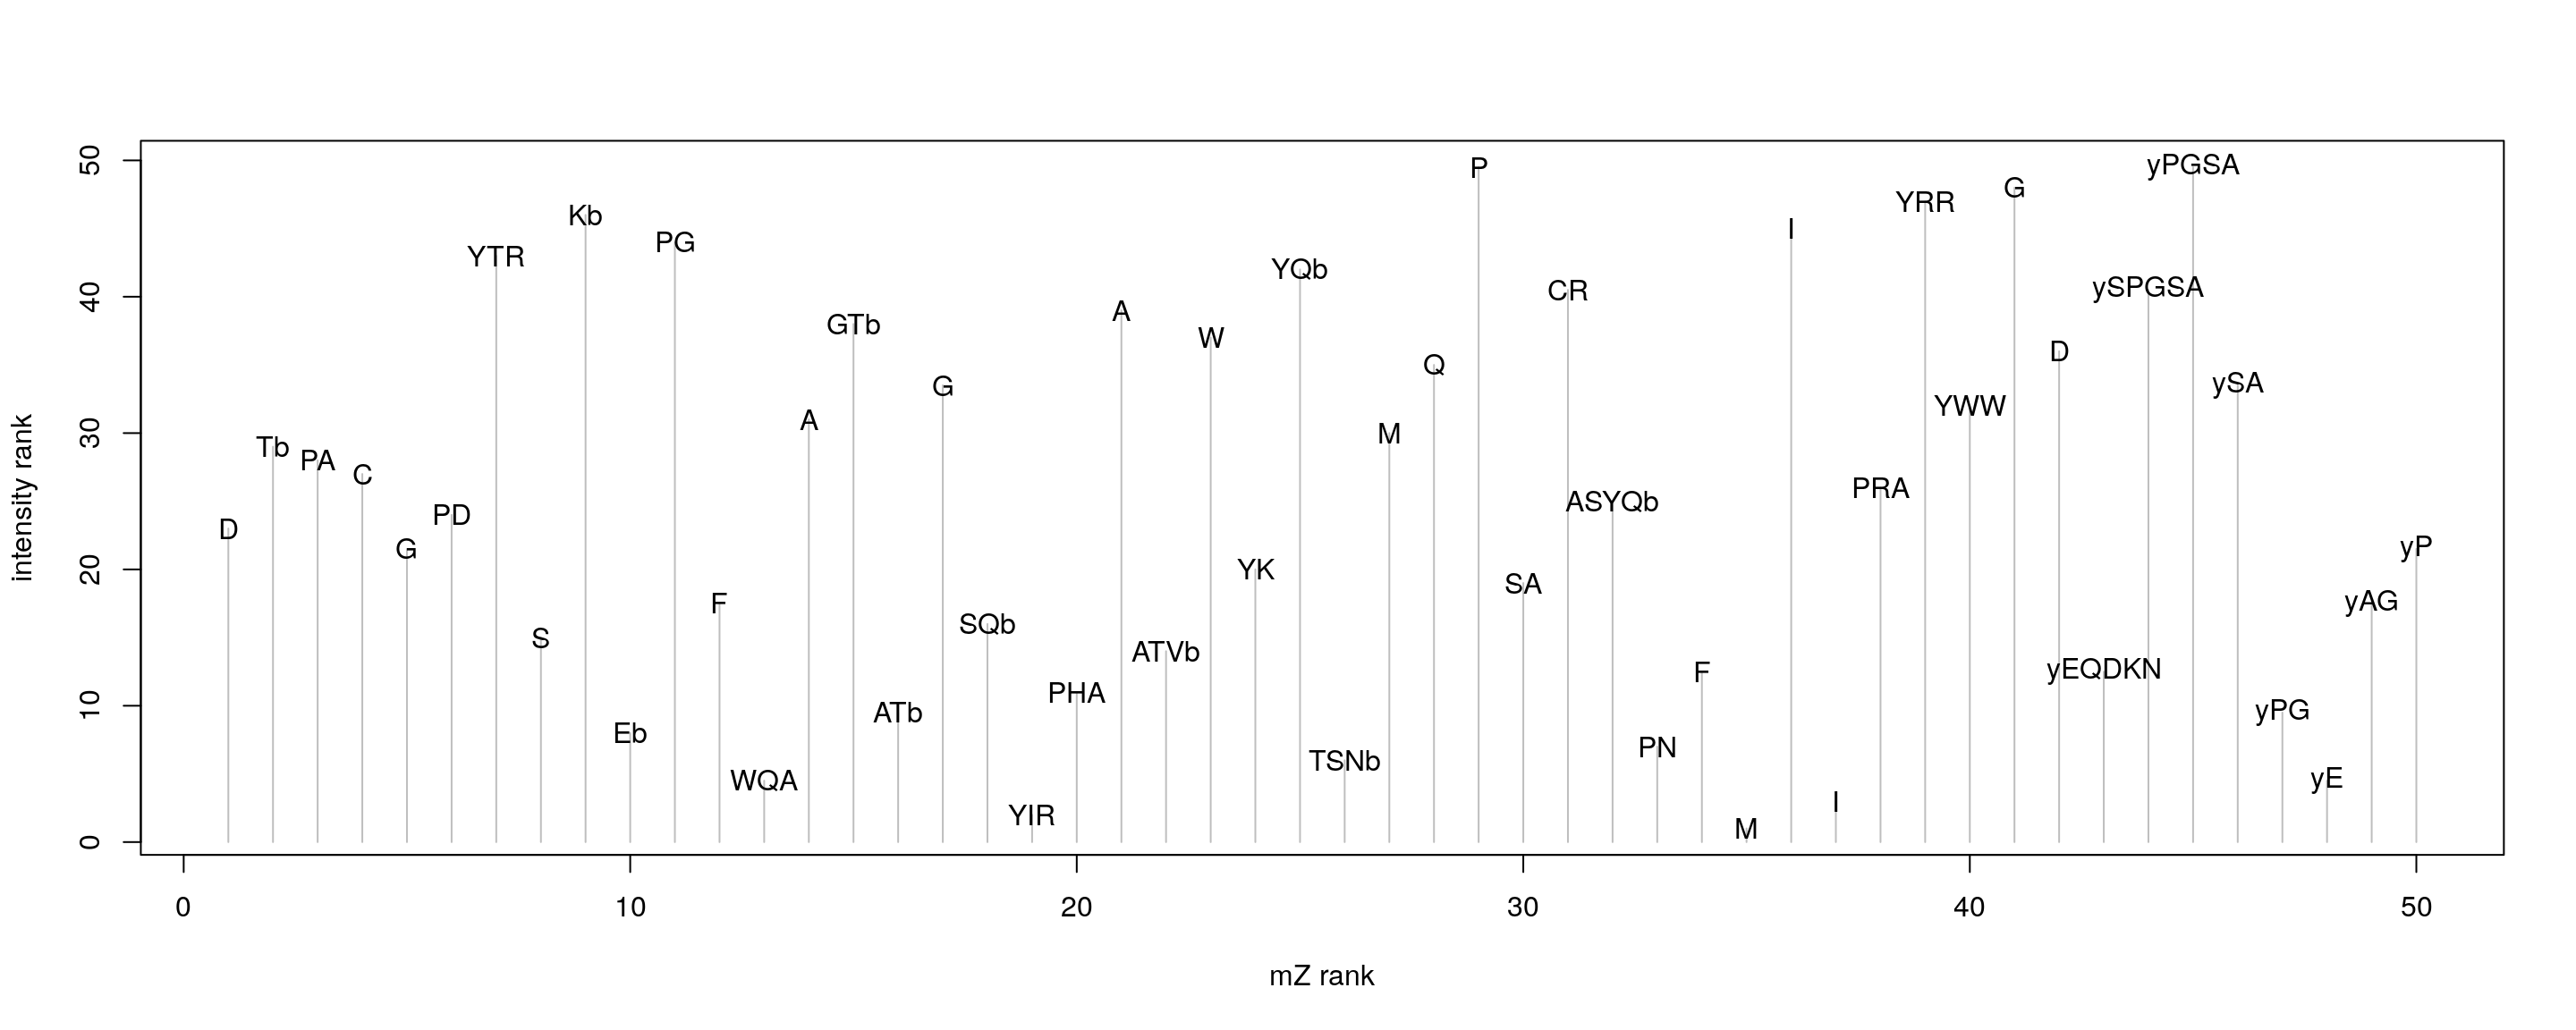 50
P
yPGSA
G
YRR
Kb
I
PG
YTR
YQb
CR
ySPGSA
40
A
GTb
W
D
Q
G
ySA
YWW
A
M
30
Tb
PA
C
PRA
ASYQb
PD
D
G
yP
intensity rank
20
YK
SA
F
yAG
SQb
S
ATVb
yEQDKN
F
PHA
10
ATb
yPG
Eb
PN
TSNb
WQA
yE
I
YIR
M
0
0 10 20 30 40 50
mZ rank